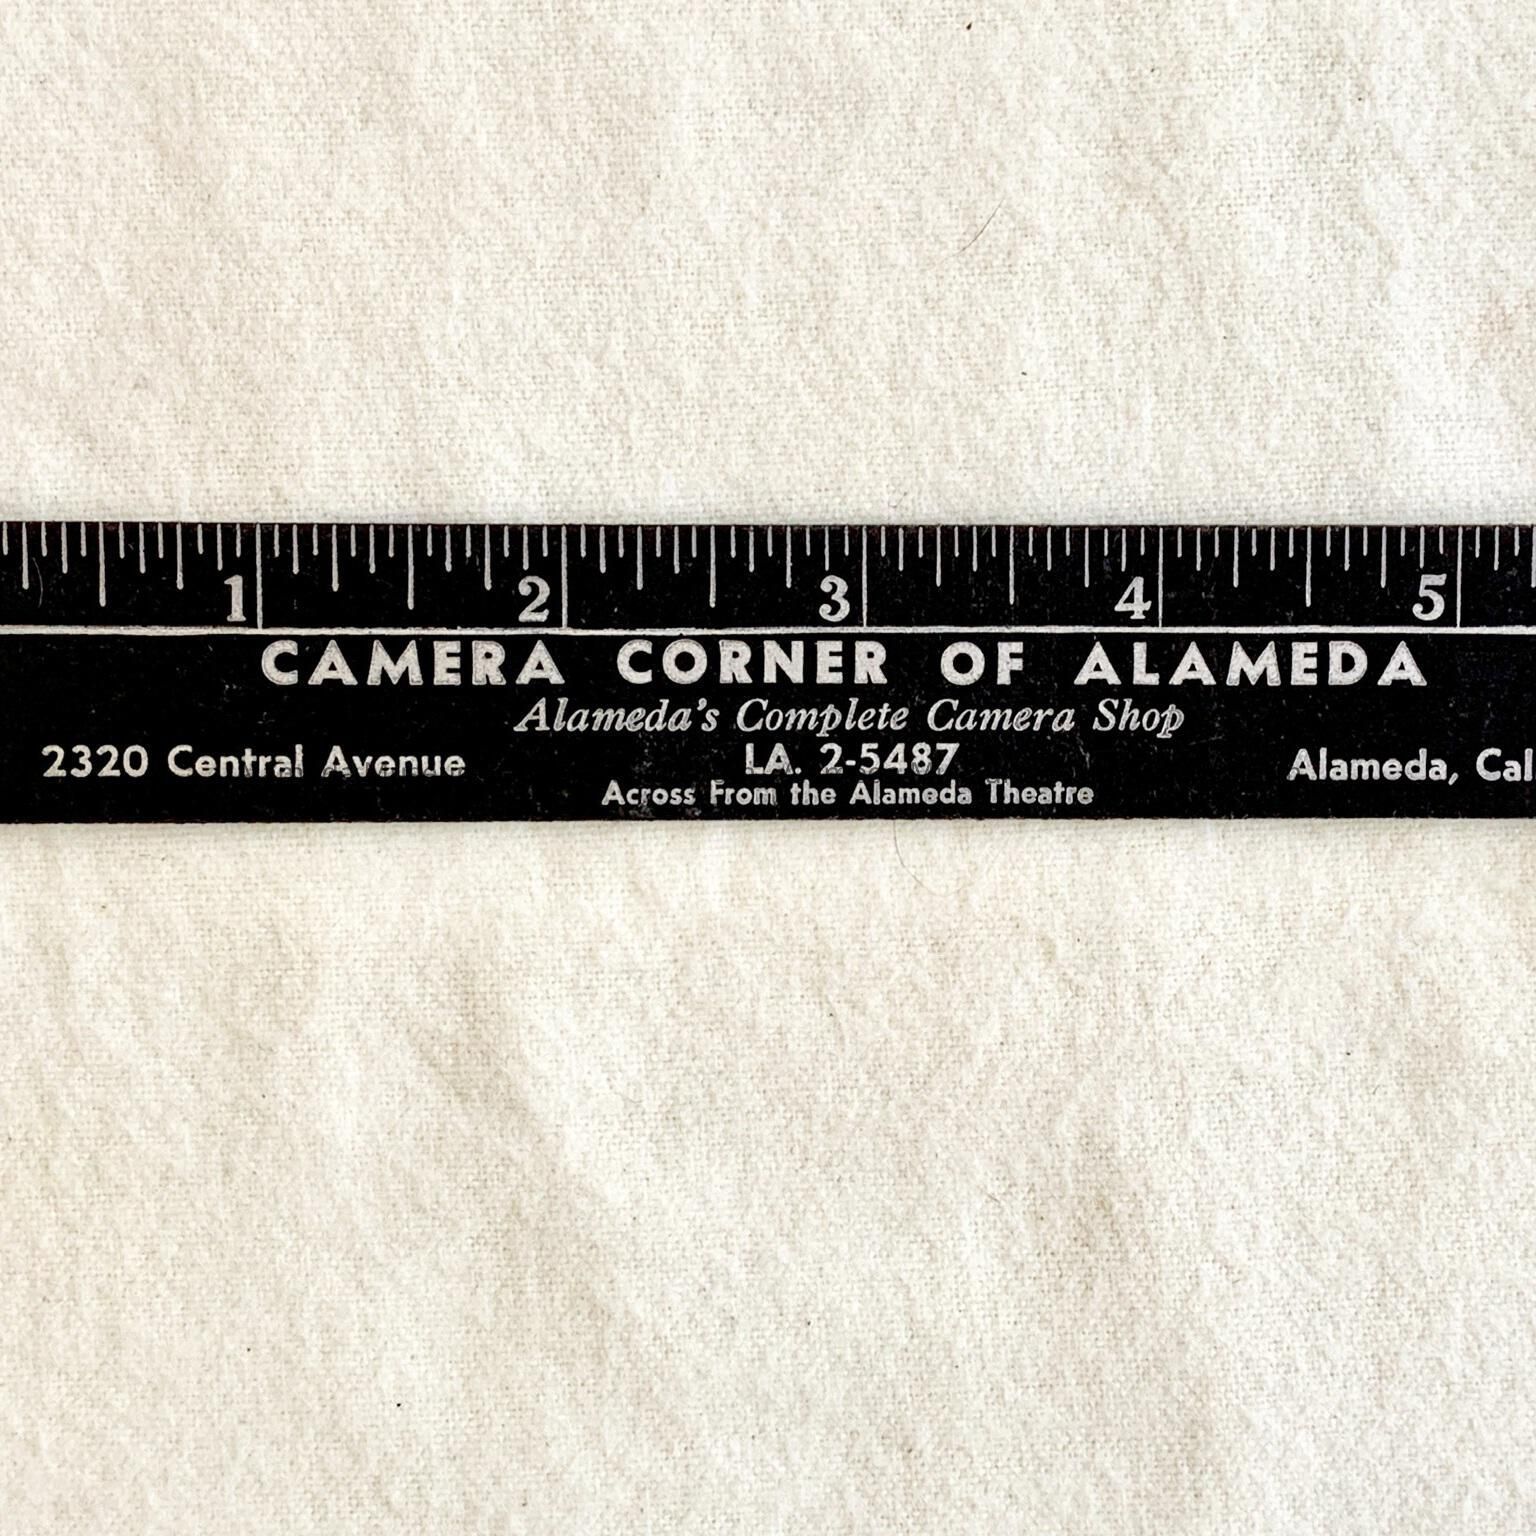 1 2 3 4 5
CAMERA CORNER OF ALAMEDA
Alameda's Complete Camera Shop
2320 Central Avenue LA. 2-5487 Alameda, Cal
Across From the Alameda Theatre